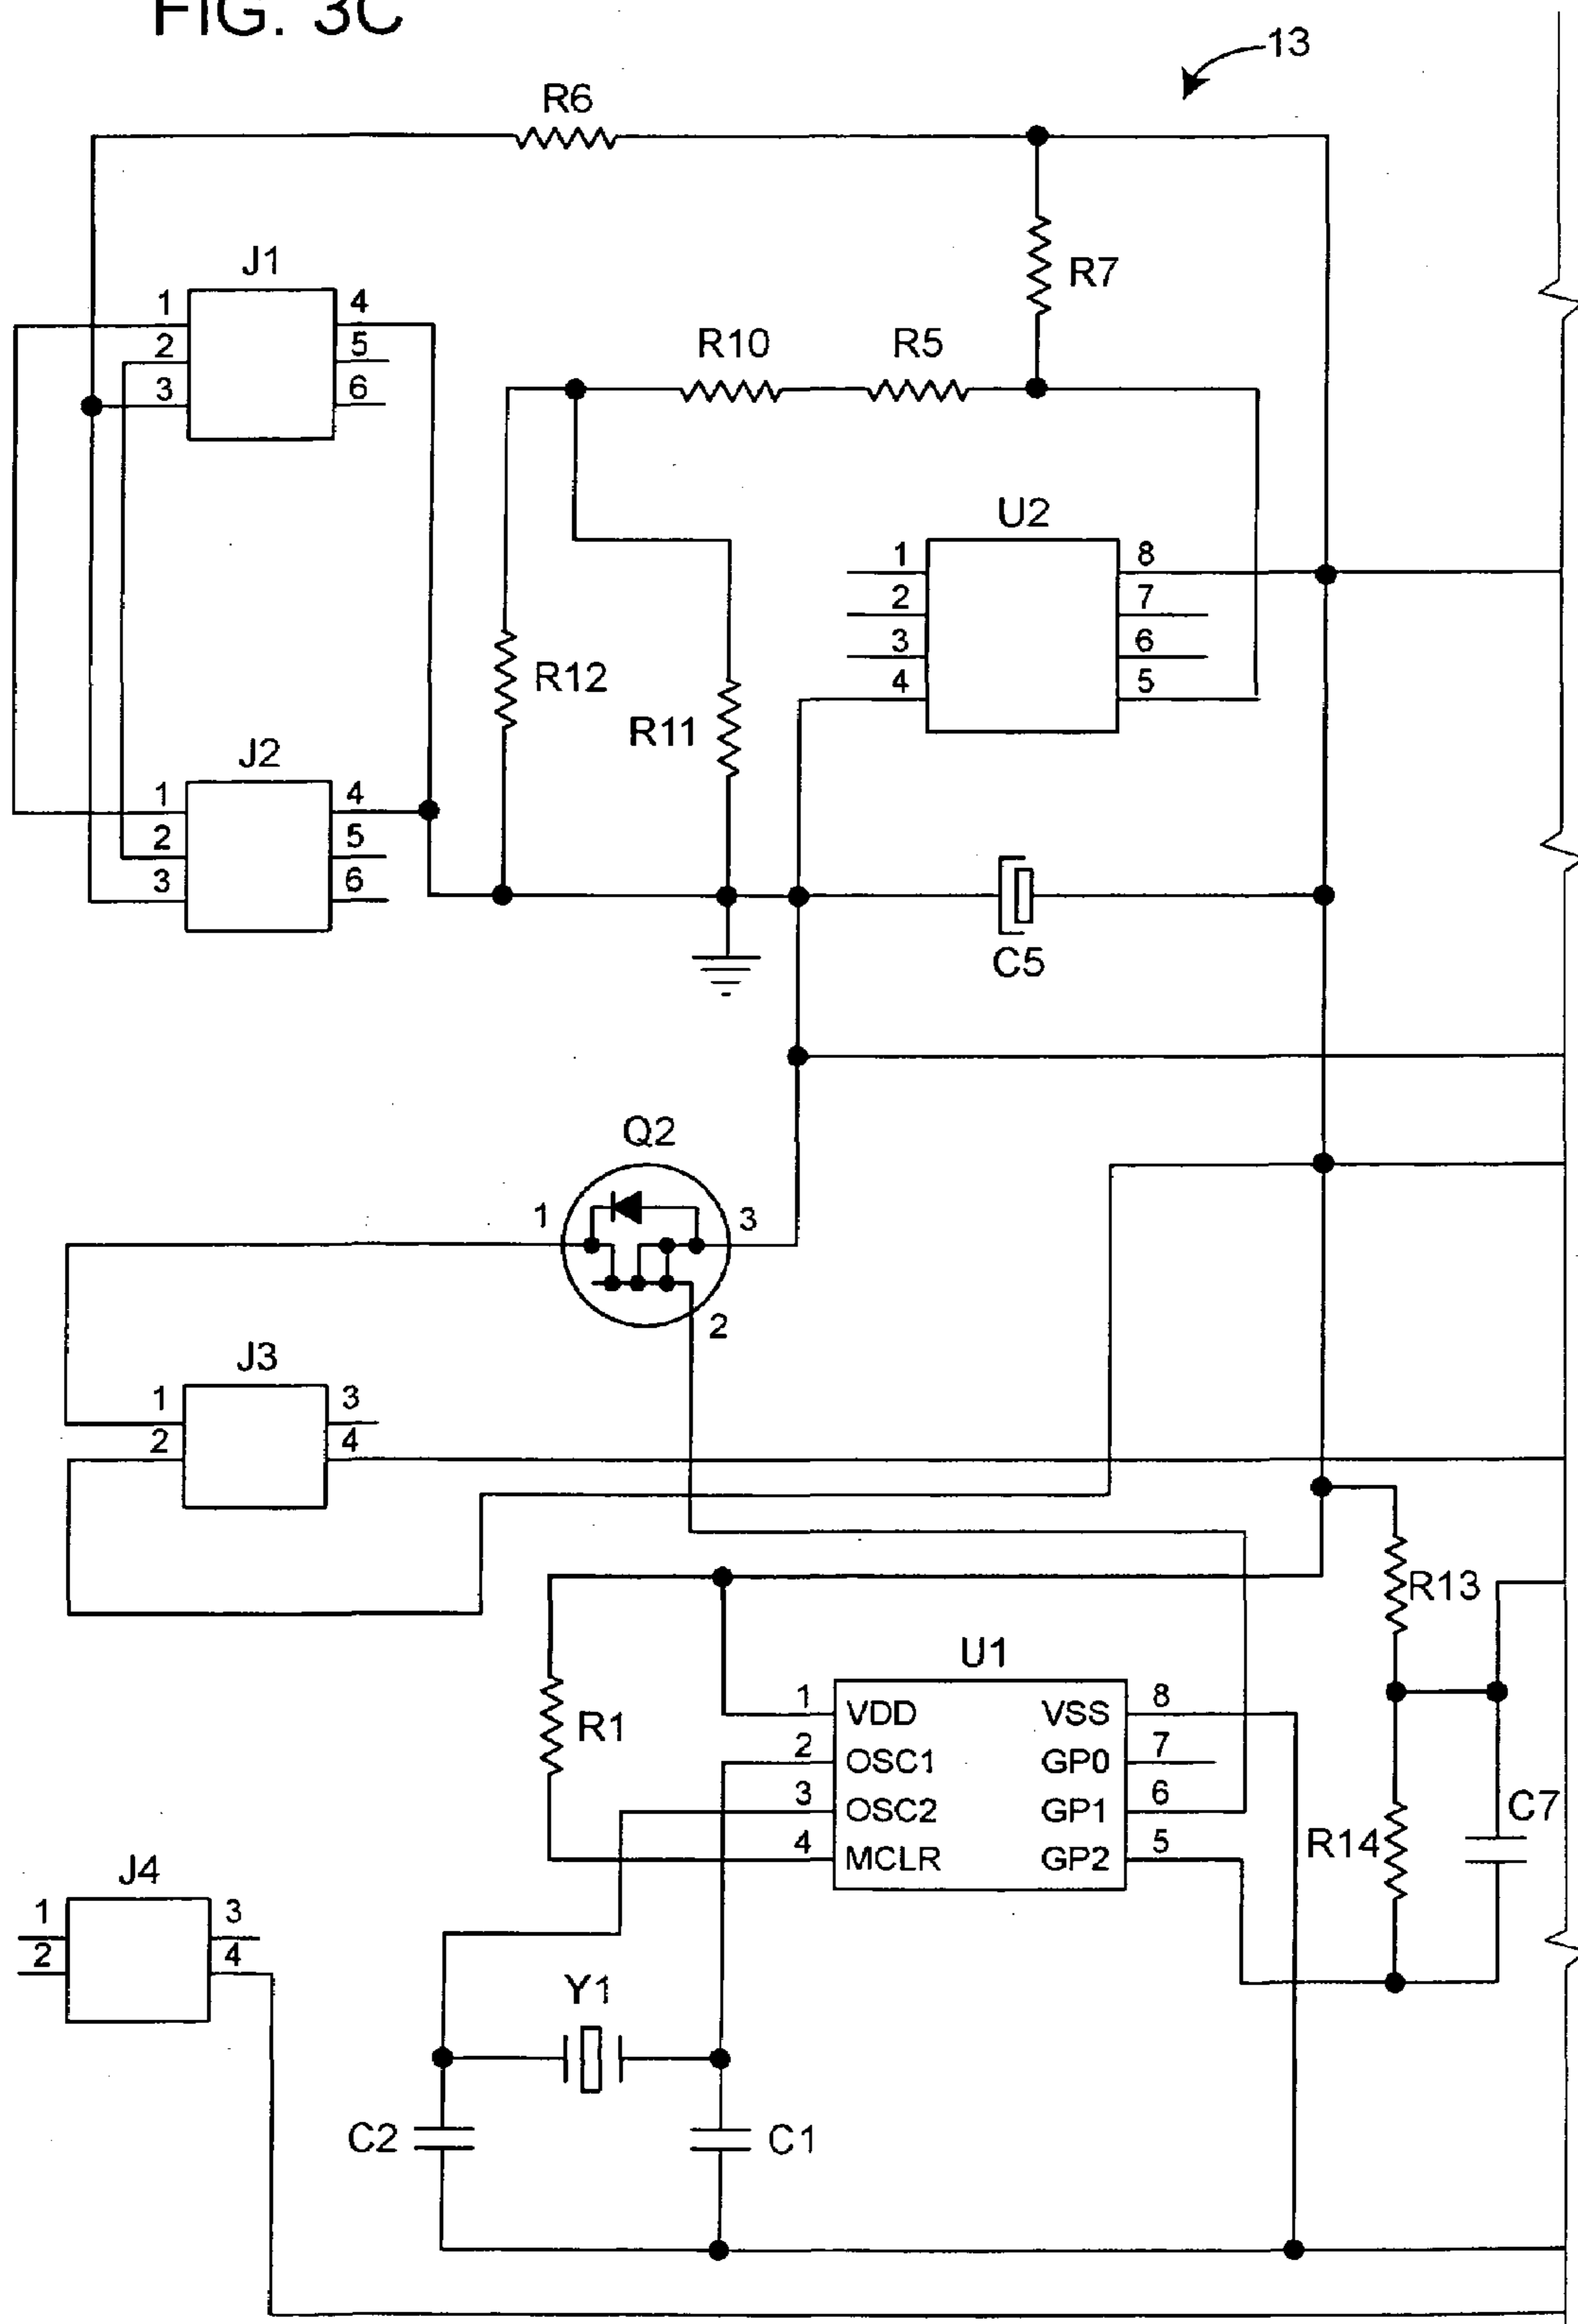 FIG. 3C
13
R6
R7
J1
1
2
3
4
5
6
R10
R5
U2
1
2
3
4
8
7
6
5
R12
R11
J2
1
2
3
4
5
6
C5
Q2
1
3
2
J3
1
2
3
4
R13
U1
1
2
3
4
VDD
OSC1
OSC2
MCLR
VSS
GP0
GP1
GP2
8
7
6
5
R1
R14
C7
J4
1
2
3
4
Y1
C2
C1